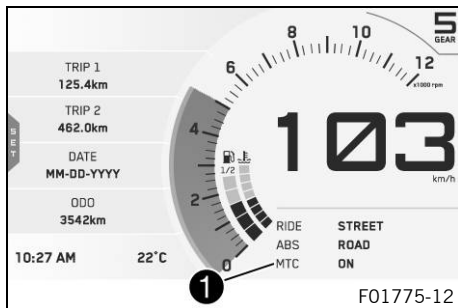 TRIP 1
125.4km
TRIP 2
462.0km
DATE
MM-DD-YYYY
ODO
3542km
SET
10:27 AM
22°C
0
2
4
6
8
10
12
x1000 rpm
5
GEAR
1/2
103
km/h
RIDE STREET
ABS ROAD
MTC ON
1
F01775-12